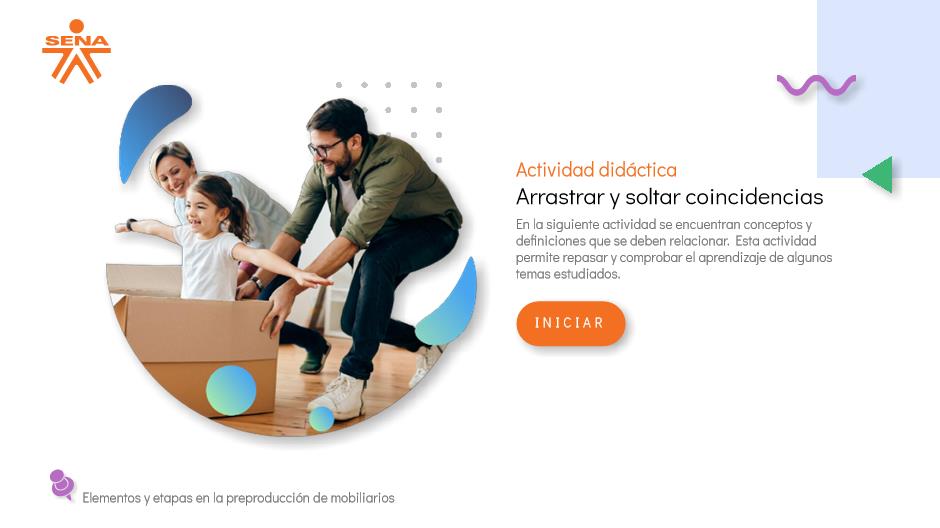 SENA
Actividad didáctica
Arrastrar y soltar coincidencias
En la siguiente actividad se encuentran conceptos y
definiciones que se deben relacionar. Esta actividad
permite repasar y comprobar el aprendizaje de algunos
temas estudiados.
INICIAR
Elementos y etapas en la preproducción de mobiliarios